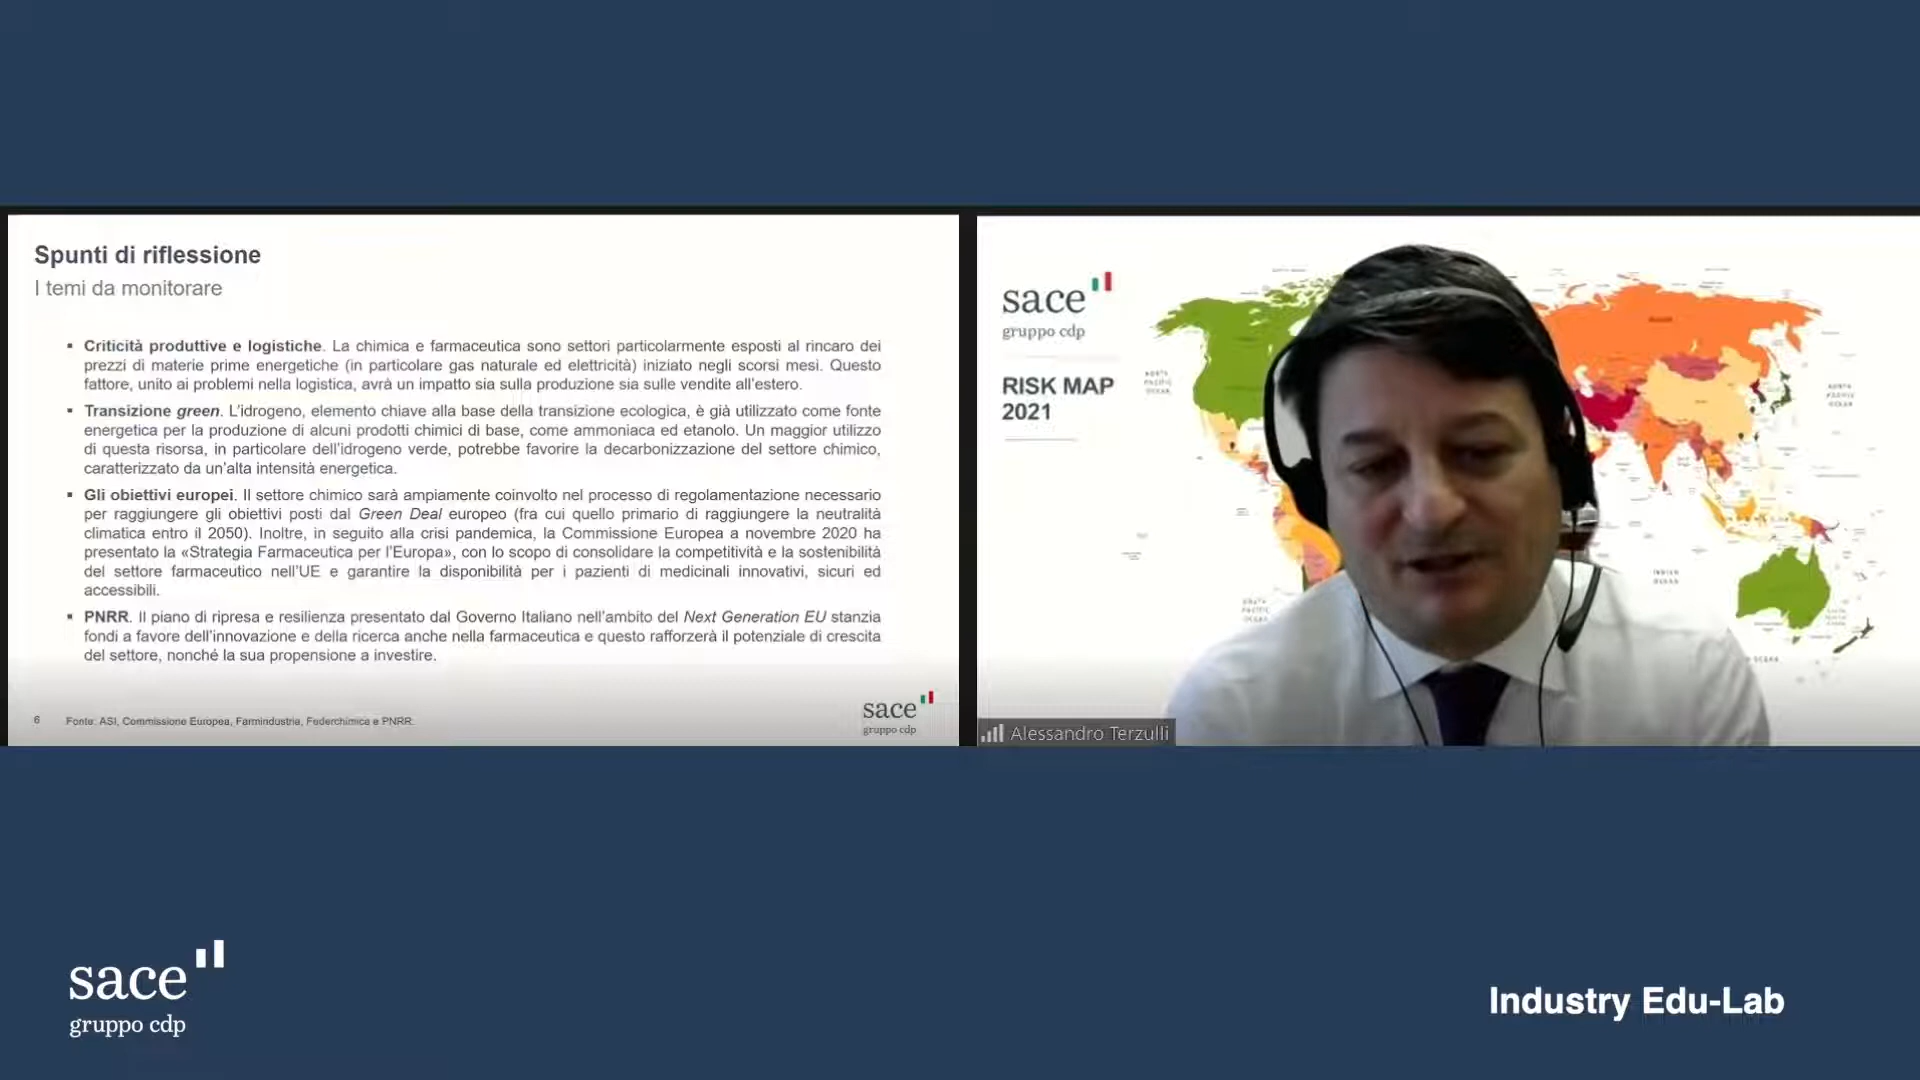 Spunti di riflessione
I temi da monitorare
▪ Criticità produttive e logistiche. La chimica e farmaceutica sono settori particolarmente esposti al rincaro dei
prezzi di materie prime energetiche (in particolare gas naturale ed elettricità) iniziato negli scorsi mesi. Questo
fattore, unito ai problemi nella logistica, avrà un impatto sia sulla produzione sia sulle vendite all'estero.
▪ Transizione green. L'idrogeno, elemento chiave alla base della transizione ecologica, è già utilizzato come fonte
energetica per la produzione di alcuni prodotti chimici di base, come ammoniaca ed etanolo. Un maggior utilizzo
di questa risorsa, in particolare dell'idrogeno verde, potrebbe favorire la decarbonizzazione del settore chimico,
caratterizzato da un'alta intensità energetica.
▪ Gli obiettivi europei. Il settore chimico sarà ampiamente coinvolto nel processo di regolamentazione necessario
per raggiungere gli obiettivi posti dal Green Deal europeo (fra cui quello primario di raggiungere la neutralità
climatica entro il 2050). Inoltre, in seguito alla crisi pandemica, la Commissione Europea a novembre 2020 ha
presentato la «Strategia Farmaceutica per l'Europa», con lo scopo di consolidare la competitività e la sostenibilità
del settore farmaceutico nell'UE e garantire la disponibilità per i pazienti di medicinali innovativi, sicuri ed
accessibili.
▪ PNRR. Il piano di ripresa e resilienza presentato dal Governo Italiano nell'ambito del Next Generation EU stanzia
fondi a favore dell'innovazione e della ricerca anche nella farmaceutica e questo rafforzerà il potenziale di crescita
del settore, nonché la sua propensione a investire.
6 Fonte: ASI, Commissione Europea, Farmindustria, Federchimica e PNRR.
sace
gruppo cdp
sace
gruppo cdp
RISK MAP
2021
Alessandro Terzulli
sace
gruppo cdp
Industry Edu-Lab